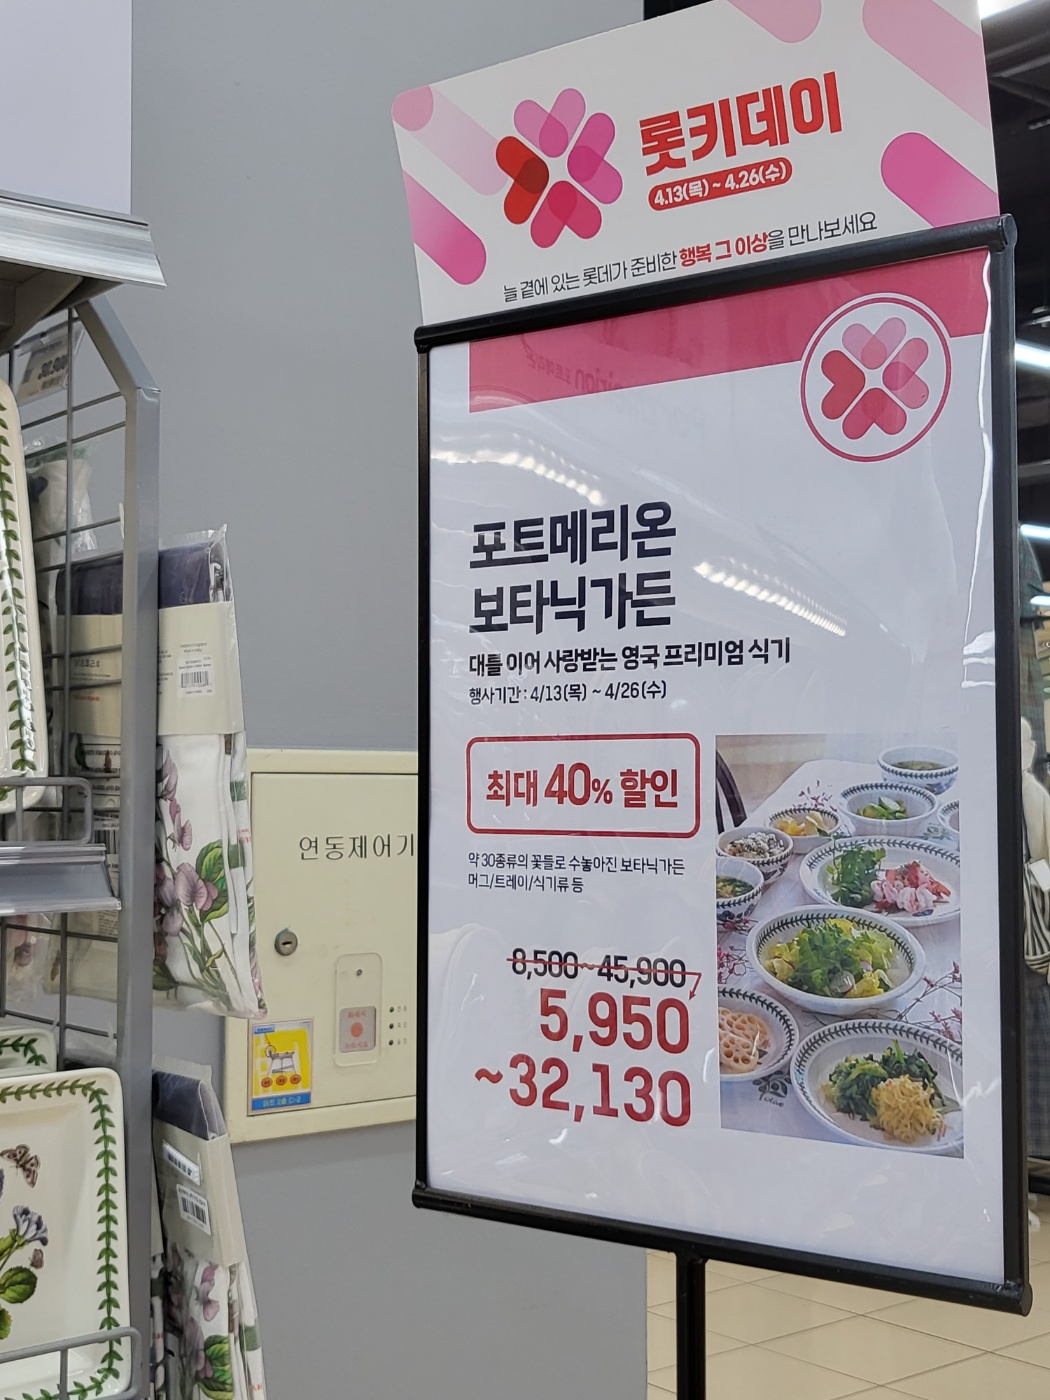 롯키데이
4.13(목) ~ 4.26(수)
늘 곁에 있는 롯데가 준비한 행복 그 이상을 만나보세요
포트메리온
보타닉가든
대를 이어 사랑받는 영국 프리미엄 식기
행사기간 : 4/13(목) ~ 4/26(수)
최대 40% 할인
약 30종류의 꽃들로 수놓아진 보타닉가든
머그/트레이/식기류 등
8,500~45,900
5,950
~32,130
연동제어기